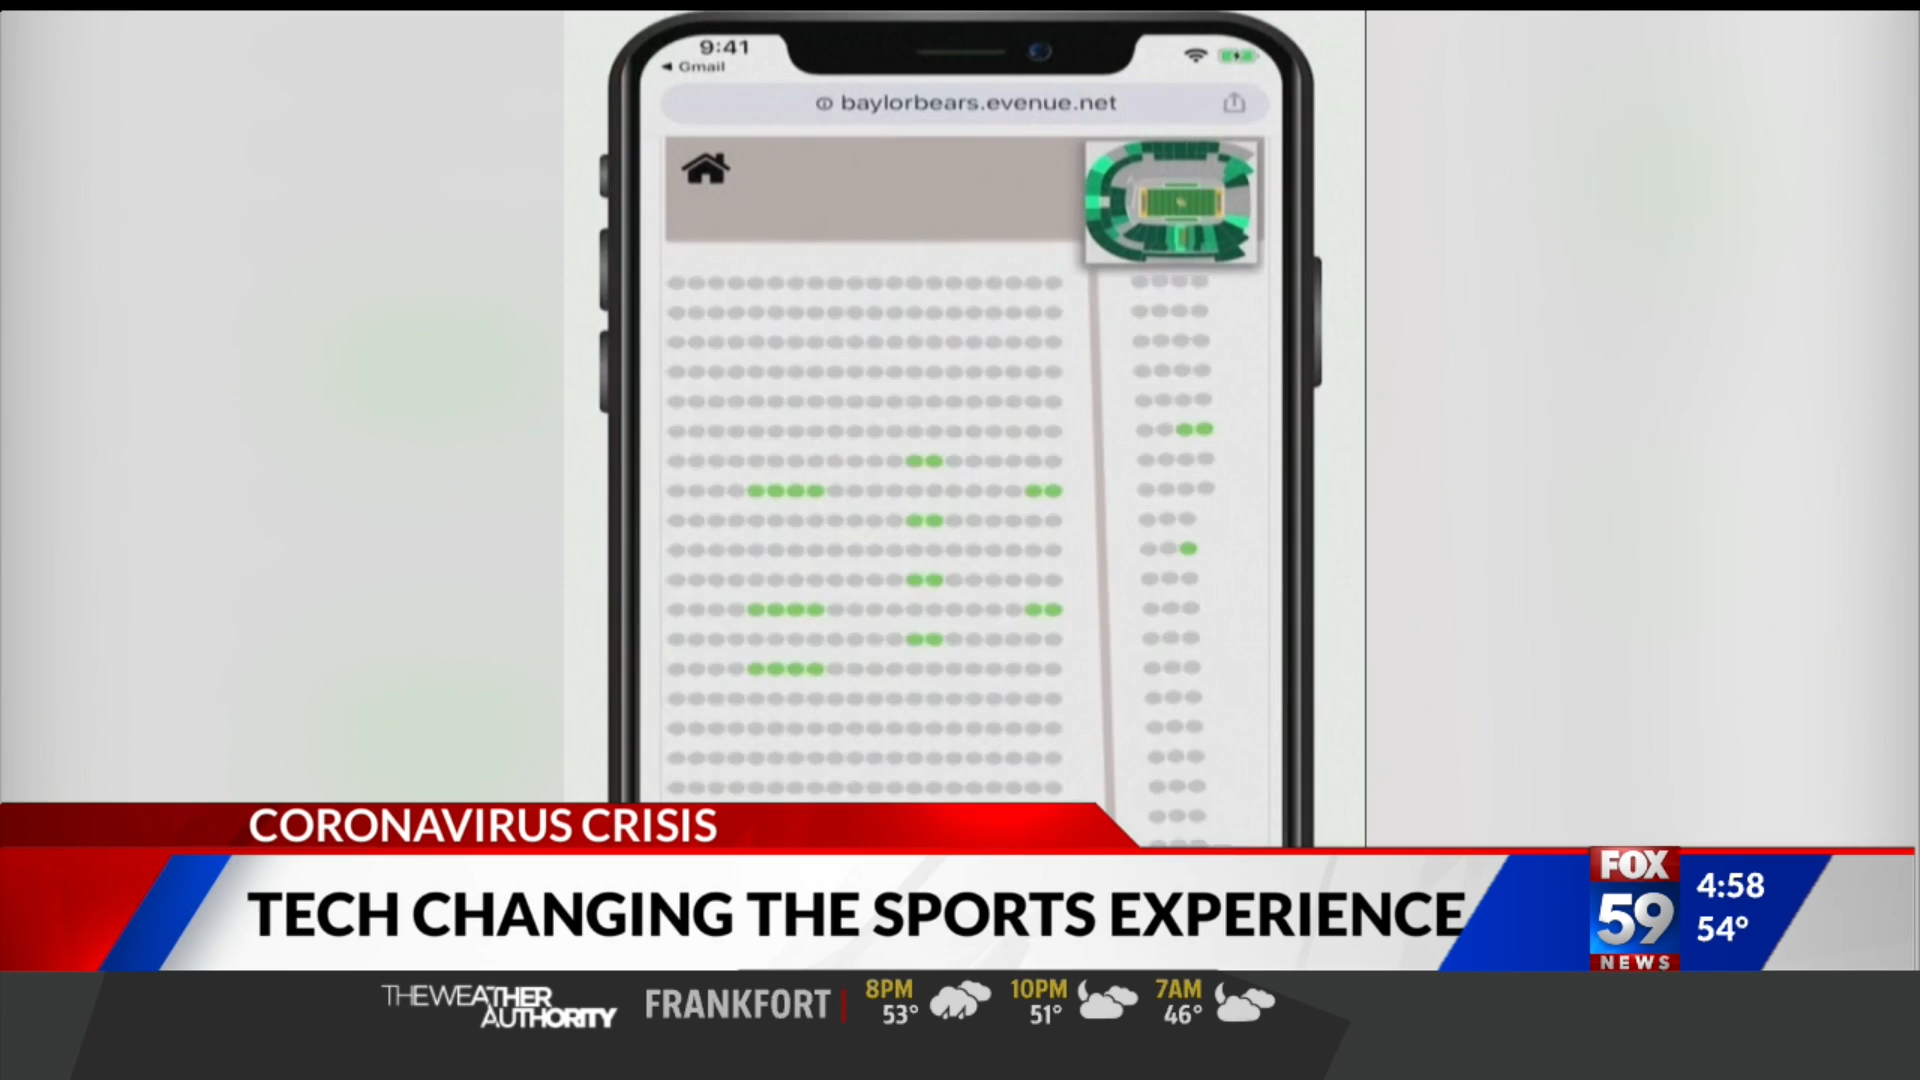 9:41
Gmail
baylorbears.evenue.net
CORONAVIRUS CRISIS
TECH CHANGING THE SPORTS EXPERIENCE
FOX
59
NEWS
4:58
54°
THE WEATHER
AUTHORITY
FRANKFORT
8PM
53°
10PM
51°
7AM
46°